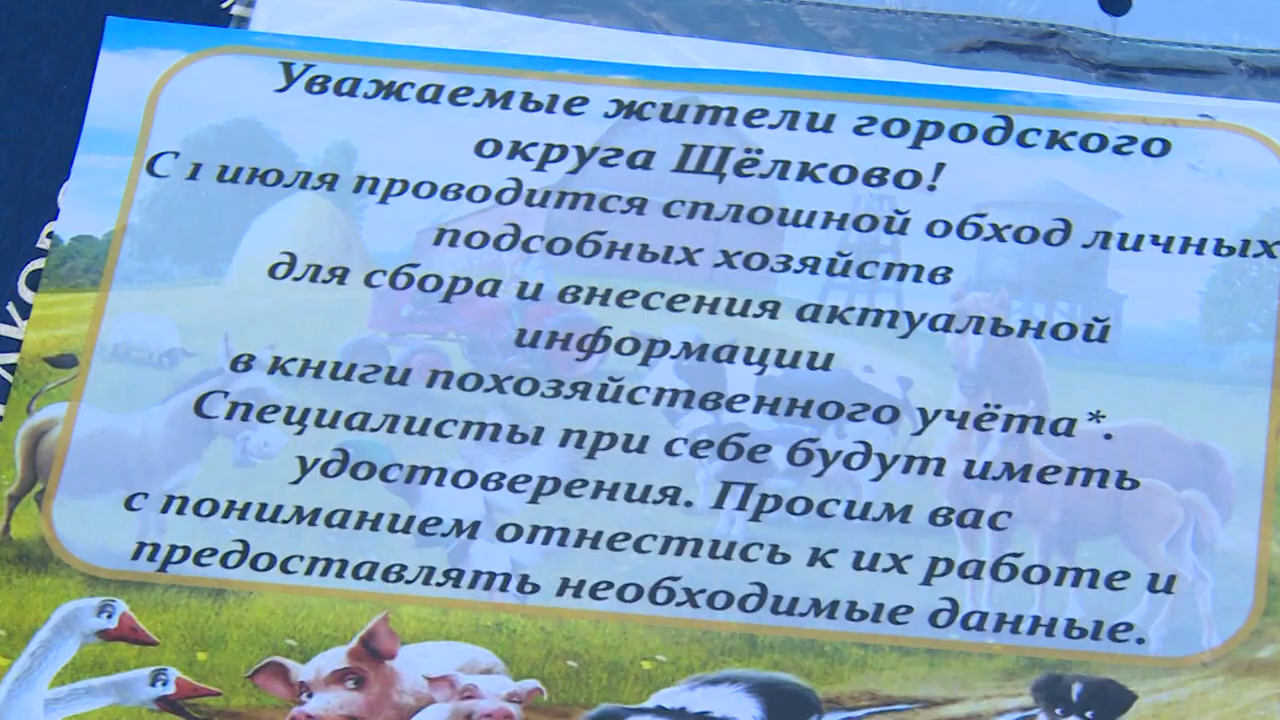 Уважаемые жители городского
округа Щёлково!
С 1 июля проводится сплошной обход личных
подсобных хозяйств
для сбора и внесения актуальной
информации
в книги похозяйственного учёта*.
Специалисты при себе будут иметь
удостоверения. Просим вас
с пониманием отнестись к их работе и
предоставлять необходимые данные.